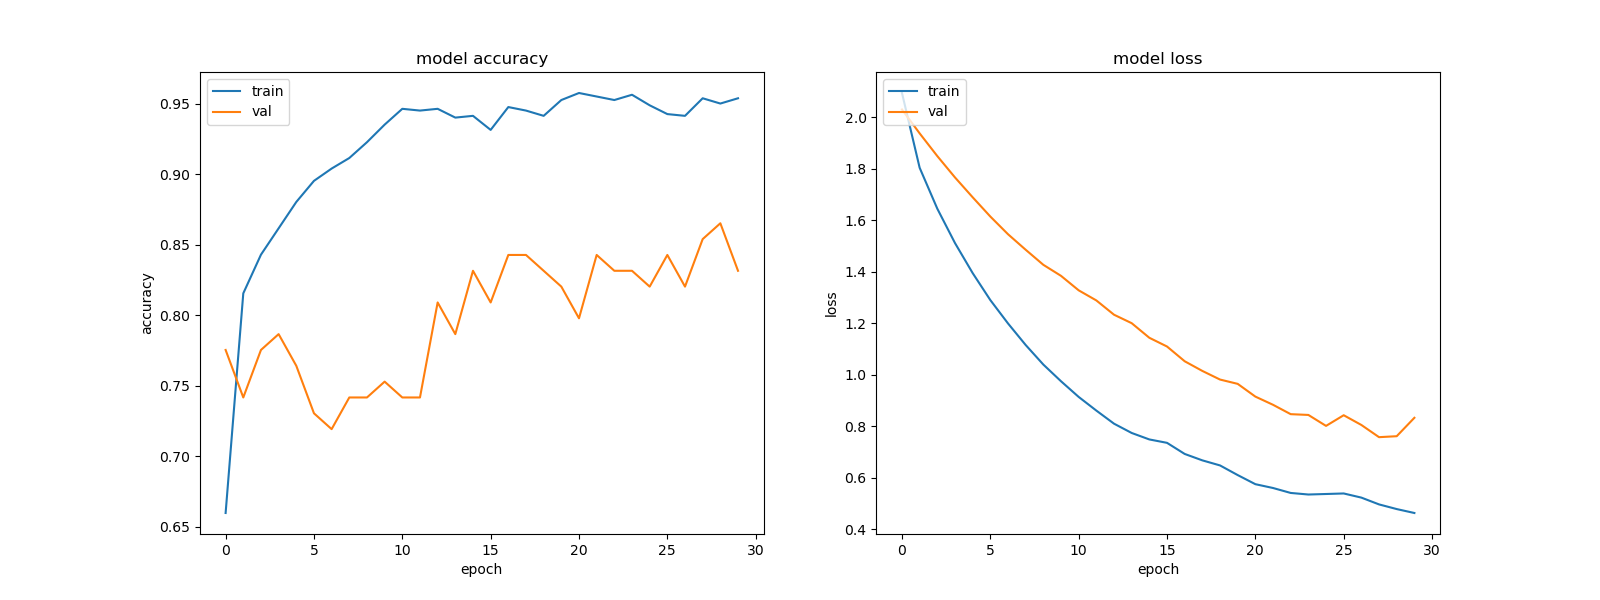 model accuracy
train
val
0.95
0.90
0.85
0.80
0.75
0.70
0.65
accuracy
0 5 10 15 20 25 30
epoch
model loss
train
val
2.0
1.8
1.6
1.4
1.2
1.0
0.8
0.6
0.4
loss
0 5 10 15 20 25 30
epoch